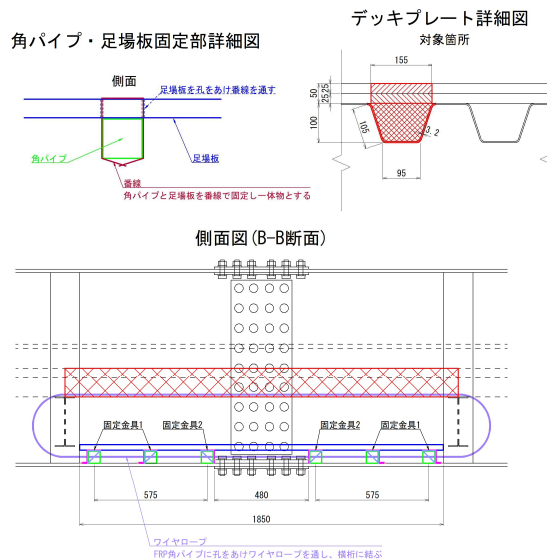 角パイプ・足場板固定部詳細図
側面
足場板を孔をあけ番線を通す
角パイプ
足場板
番線
角パイプと足場板を番線で固定し一体物とする
デッキプレート詳細図
対象箇所
155
50
25
25
100
105
3.2
95
側面図(B-B断面)
固定金具1
固定金具2
固定金具2
固定金具1
575
480
575
1850
ワイヤロープ
FRP角パイプに孔をあけワイヤロープを通し、横桁に結ぶ